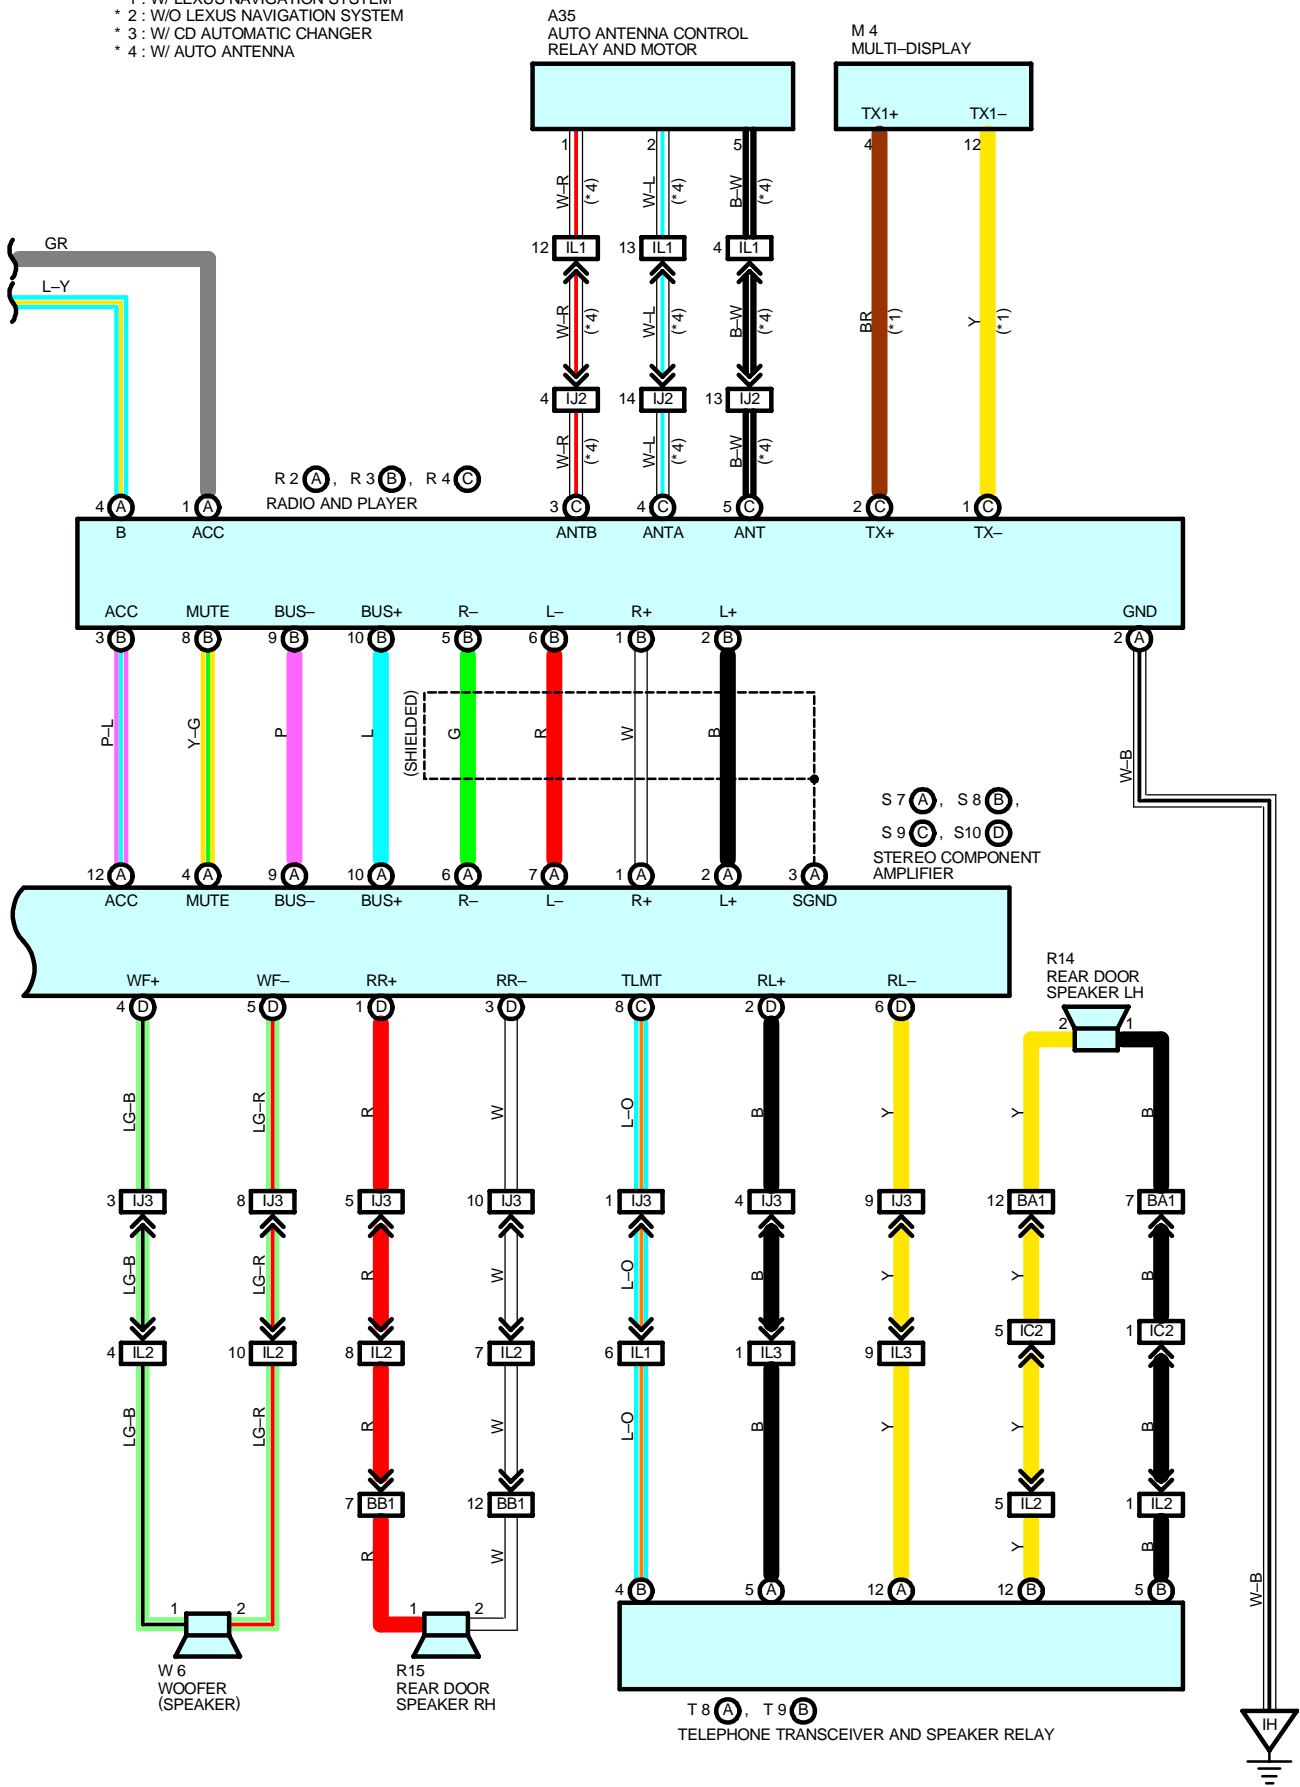 * 1 : W/ LEXUS NAVIGATION SYSTEM
* 2 : W/O LEXUS NAVIGATION SYSTEM
* 3 : W/ CD AUTOMATIC CHANGER
* 4 : W/ AUTO ANTENNA
A35
AUTO ANTENNA CONTROL
RELAY AND MOTOR
M 4
MULTI–DISPLAY
TX1+ TX1–
1 2 5 4 12
W–R (*4) W–L (*4) B–W (*4)
12 IL1 13 IL1 4 IL1
GR
L–Y
W–R (*4) W–L (*4) B–W (*4) BR (*1) Y (*1)
4 IJ2 14 IJ2 13 IJ2
W–R (*4) W–L (*4) B–W (*4)
R 2 A , R 3 B , R 4 C
RADIO AND PLAYER
4 A 1 A 3 C 4 C 5 C 2 C 1 C
B ACC ANTB ANTA ANT TX+ TX–
ACC MUTE BUS– BUS+ R– L– R+ L+ GND
3 B 8 B 9 B 10 B 5 B 6 B 1 B 2 B 2 A
P–L Y–G P L (SHIELDED) G R W B W–B
S 7 A , S 8 B ,
S 9 C , S10 D
STEREO COMPONENT
AMPLIFIER
12 A 4 A 9 A 10 A 6 A 7 A 1 A 2 A 3 A
ACC MUTE BUS– BUS+ R– L– R+ L+ SGND
WF+ WF– RR+ RR– TLMT RL+ RL–
4 D 5 D 1 D 3 D 8 C 2 D 6 D
R14
REAR DOOR
SPEAKER LH
2 1
LG–B LG–R R W L–O B Y Y B
3 IJ3 8 IJ3 5 IJ3 10 IJ3 1 IJ3 4 IJ3 9 IJ3 12 BA1 7 BA1
LG–B LG–R R W L–O B Y Y B
5 IC2 1 IC2
4 IL2 10 IL2 8 IL2 7 IL2 6 IL1 1 IL3 9 IL3
LG–B LG–R R W L–O B Y Y B
7 BB1 12 BB1 5 IL2 1 IL2
R W Y B
4 B 5 A 12 A 12 B 5 B
W–B
1 2 1 2
W 6
WOOFER
(SPEAKER)
R15
REAR DOOR
SPEAKER RH
T 8 A , T 9 B
TELEPHONE TRANSCEIVER AND SPEAKER RELAY
IH